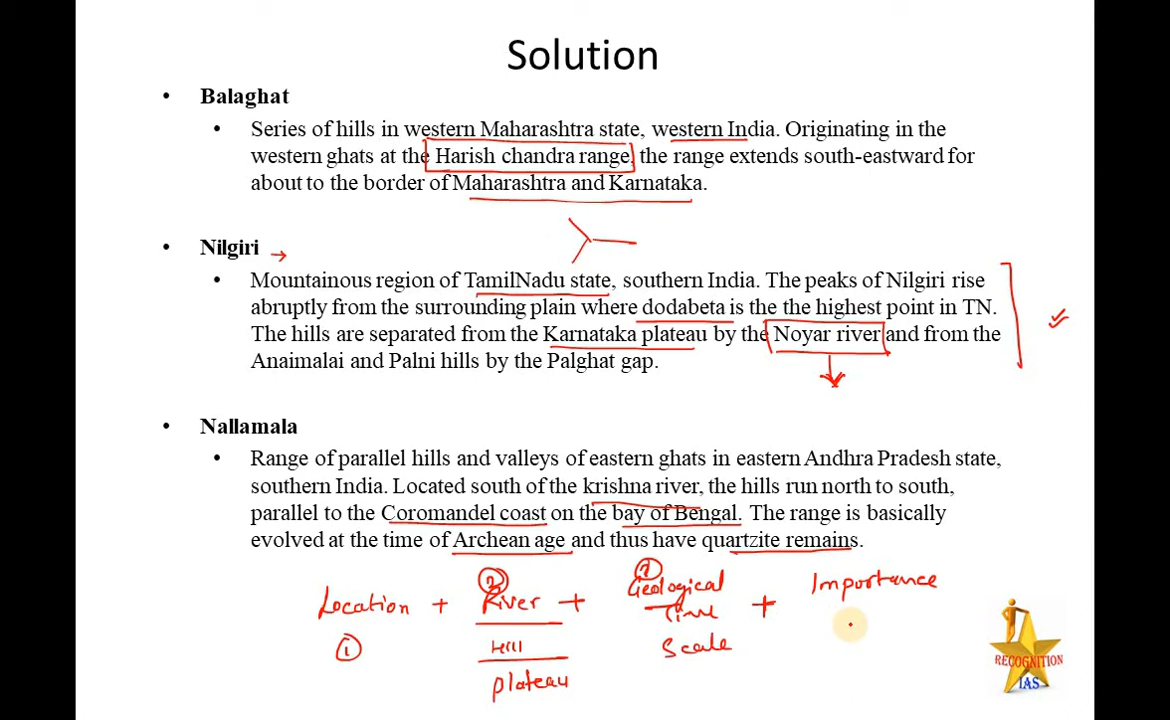 Solution
• Balaghat
• Series of hills in western Maharashtra state, western India. Originating in the
western ghats at the Harish chandra range, the range extends south-eastward for
about to the border of Maharashtra and Karnataka.
• Nilgiri →
• Mountainous region of TamilNadu state, southern India. The peaks of Nilgiri rise
abruptly from the surrounding plain where dodabeta is the the highest point in TN.
The hills are separated from the Karnataka plateau by the Noyar river and from the
Anaimalai and Palni hills by the Palghat gap.
• Nallamala
• Range of parallel hills and valleys of eastern ghats in eastern Andhra Pradesh state,
southern India. Located south of the krishna river, the hills run north to south,
parallel to the Coromandel coast on the bay of Bengal. The range is basically
evolved at the time of Archean age and thus have quartzite remains.
Location + River + Geological Time Scale + Importance
① ②
Hill
Plateau
RECOGNITION
IAS